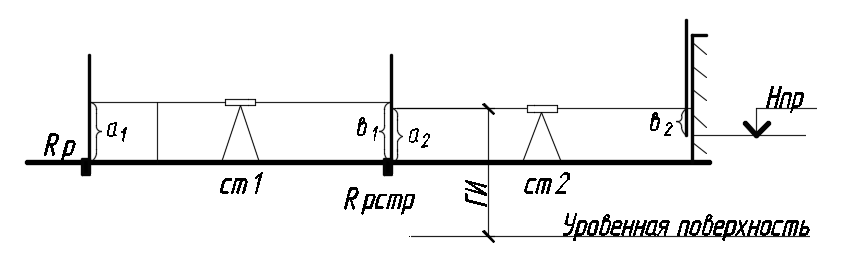 Нпр
a1
в1
a2
в2
Rр
ст1
ст2
Rрстр
ГИ
Уровенная поверхность